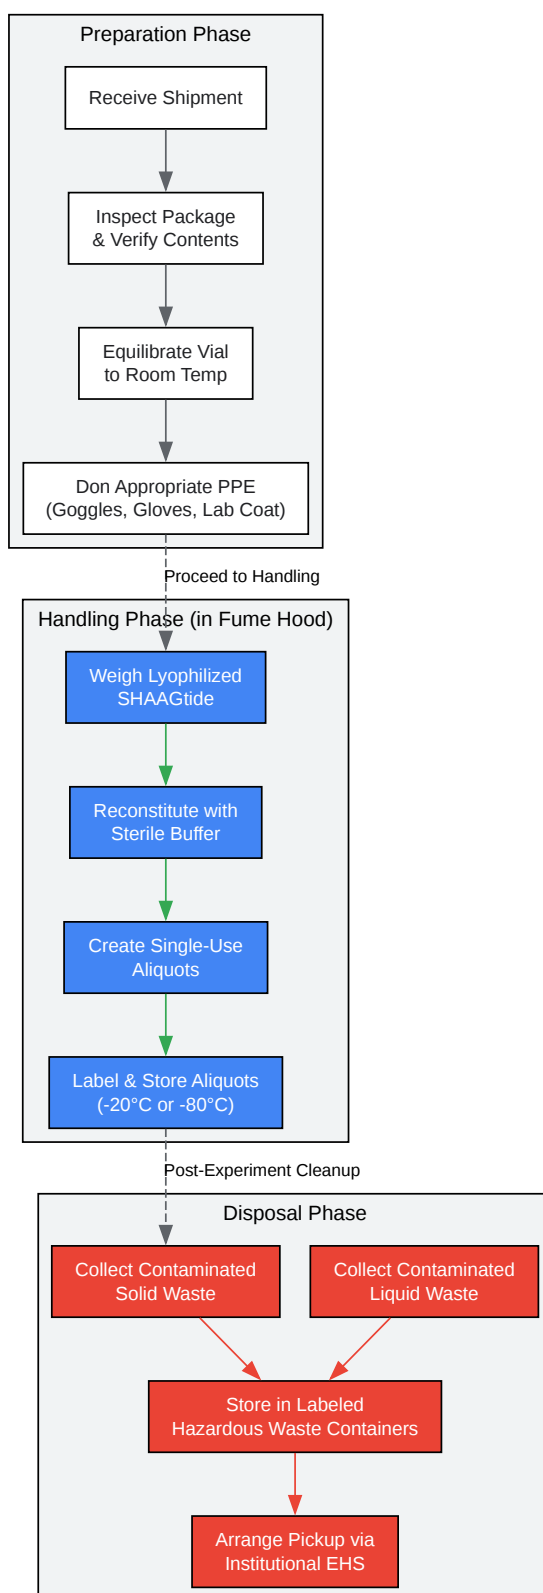 Preparation Phase
Receive Shipment
Inspect Package
& Verify Contents
Equilibrate Vial
to Room Temp
Don Appropriate PPE
(Goggles, Gloves, Lab Coat)
Proceed to Handling
Handling Phase (in Fume Hood)
Weigh Lyophilized
SHAAGtide
Reconstitute with
Sterile Buffer
Create Single-Use
Aliquots
Label & Store Aliquots
(-20°C or -80°C)
Post-Experiment Cleanup
Disposal Phase
Collect Contaminated
Solid Waste
Collect Contaminated
Liquid Waste
Store in Labeled
Hazardous Waste Containers
Arrange Pickup via
Institutional EHS